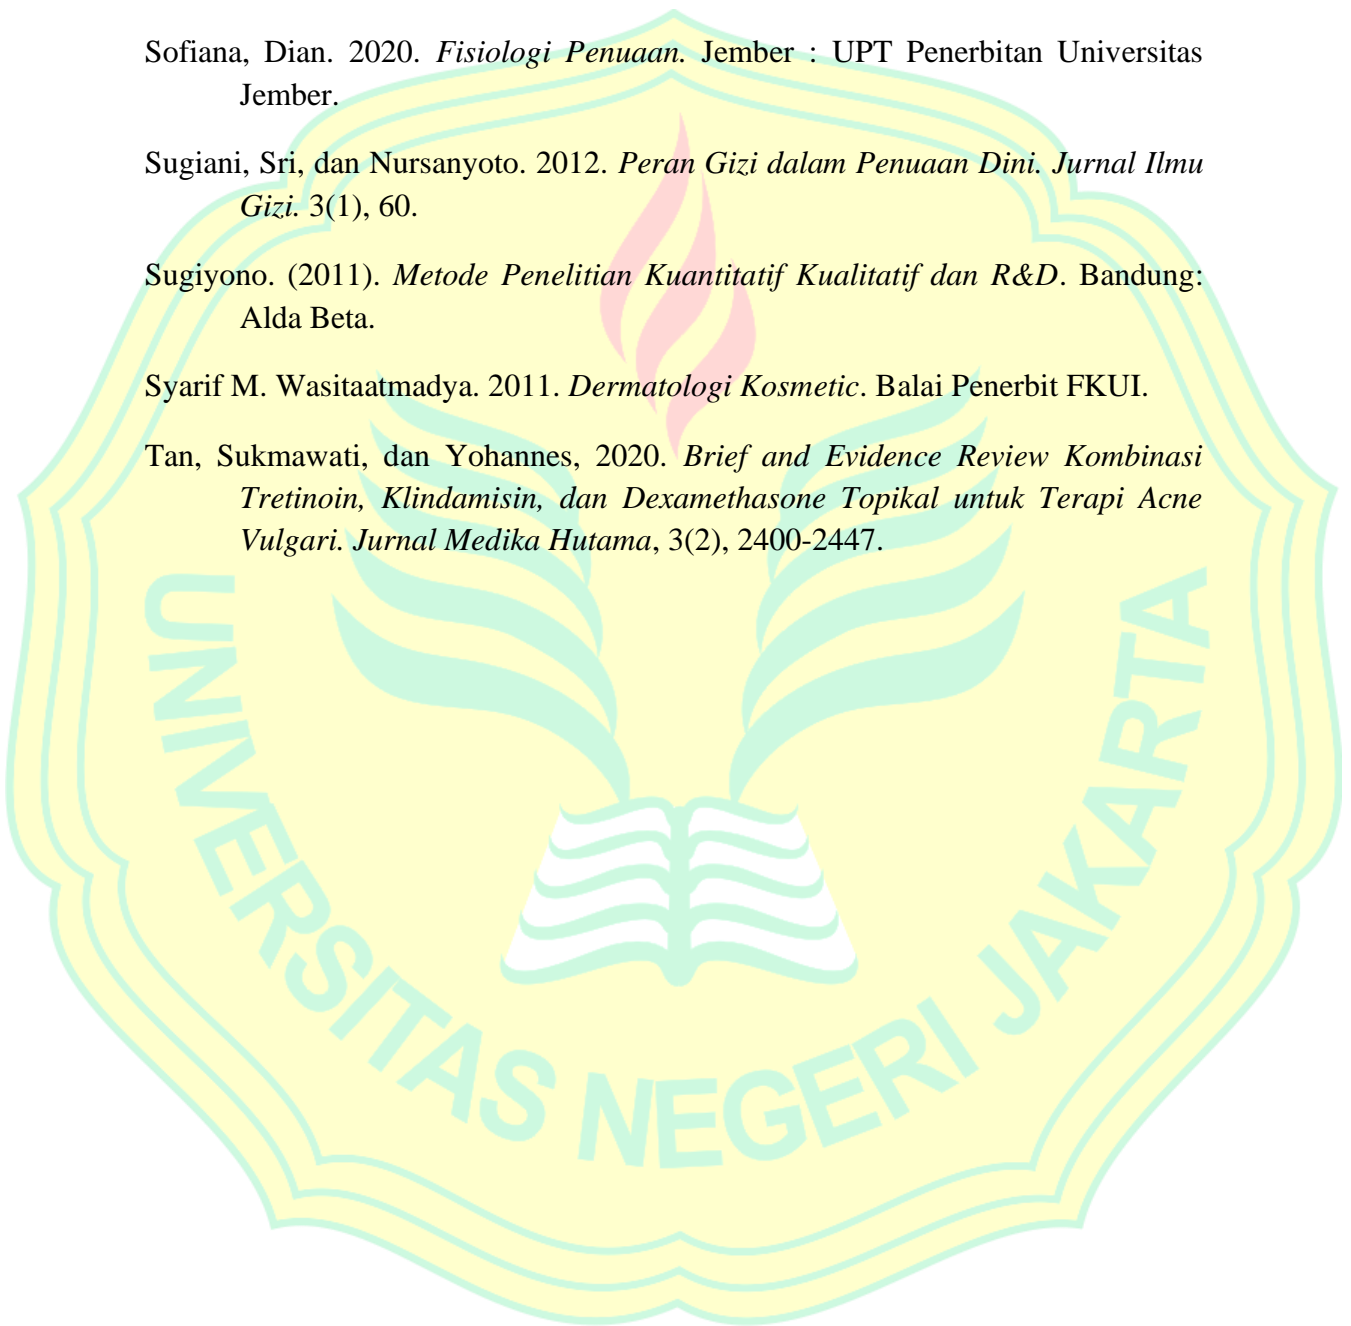 Sofiana, Dian. 2020. Fisiologi Penuaan. Jember : UPT Penerbitan Universitas
Jember.
Sugiani, Sri, dan Nursanyoto. 2012. Peran Gizi dalam Penuaan Dini. Jurnal Ilmu
Gizi. 3(1), 60.
Sugiyono. (2011). Metode Penelitian Kuantitatif Kualitatif dan R&D. Bandung:
Alda Beta.
Syarif M. Wasitaatmadya. 2011. Dermatologi Kosmetic. Balai Penerbit FKUI.
Tan, Sukmawati, dan Yohannes, 2020. Brief and Evidence Review Kombinasi
Tretinoin, Klindamisin, dan Dexamethasone Topikal untuk Terapi Acne
Vulgari. Jurnal Medika Hutama, 3(2), 2400-2447.
UNIVERSITAS NEGERI JAKARTA